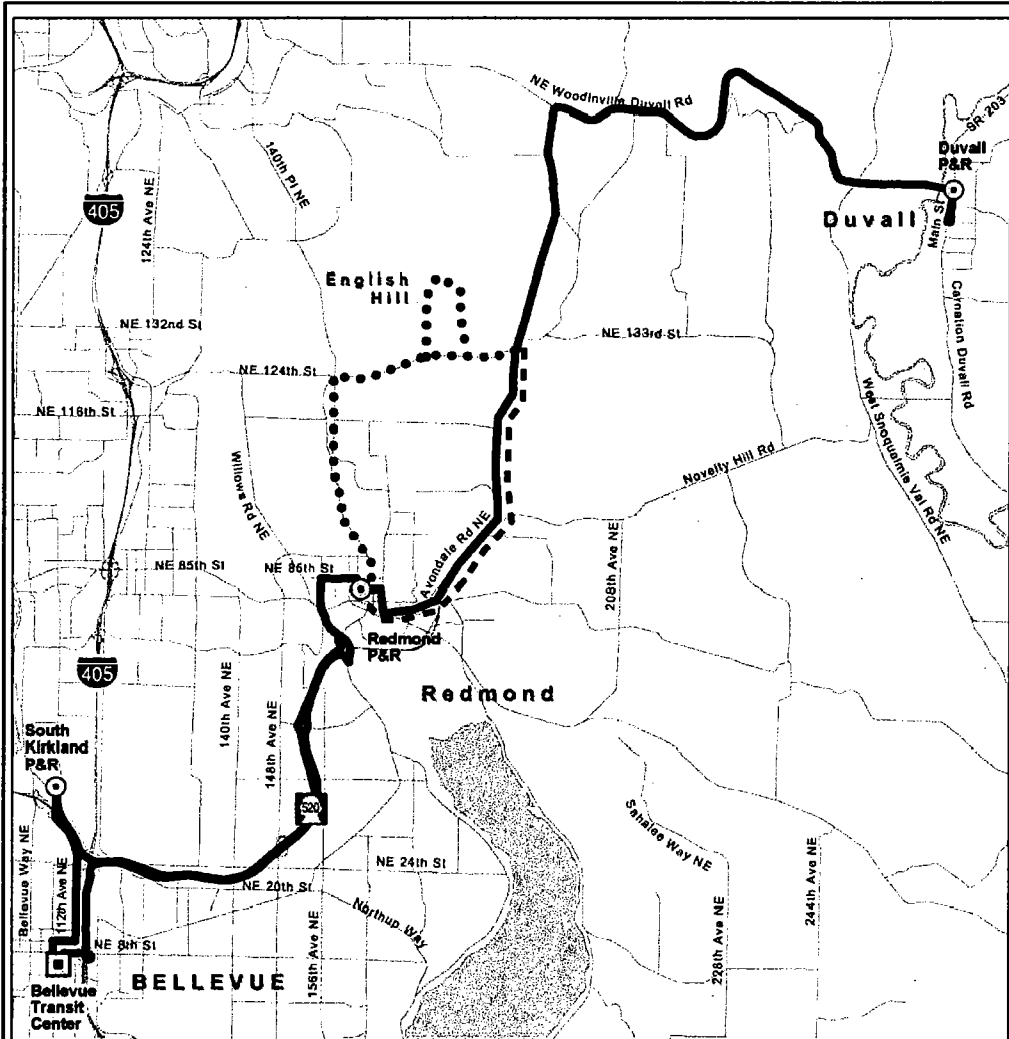 NE Woodinville Duvall Rd
SR 203
Duvall
P&R
Duvall
Main St
140th Pl NE
124th Ave NE
405
English
Hill
Carnation Duvall Rd
NE 132nd St
NE 133rd St
NE 124th St
NE 116th St
West Snoqualmie Val Rd NE
Willows Rd NE
Novelty Hill Rd
Avondale Rd NE
NE 85th St
NE 85th St
208th Ave NE
Redmond
P&R
405
Redmond
140th Ave NE
148th Ave NE
South
Kirkland
P&R
520
Sahalee Way NE
Bellevue Way NE
112th Ave NE
NE 24th St
NE 20th St
244th Ave NE
Northup Way
NE 8th St
228th Ave NE
156th Ave NE
BELLEVUE
Bellevue
Transit
Center